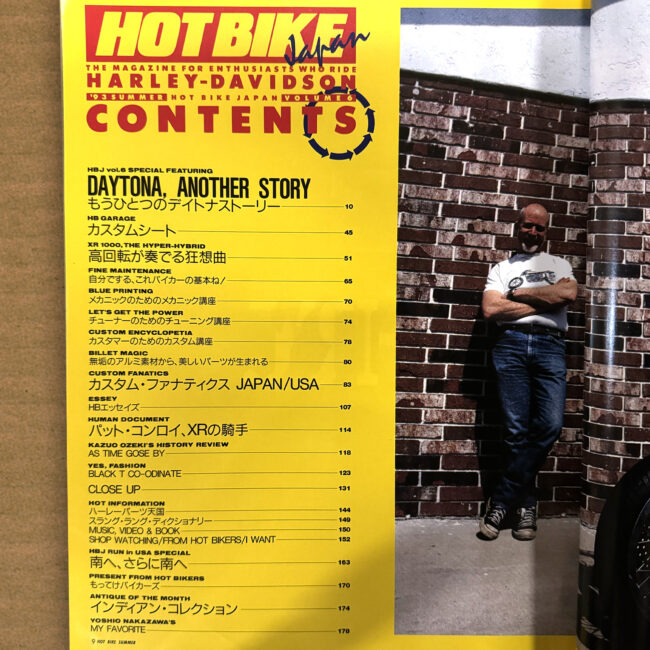 HOT BIKE
Japan
THE MAGAZINE FOR ENTHUSIASTS WHO RIDE
HARLEY-DAVIDSON
'93 SUMMER HOT BIKE JAPAN VOLUME 6
CONTENTS
HBJ vol.6 SPECIAL FEATURING
DAYTONA, ANOTHER STORY
もうひとつのデイトナストーリー 10
HB GARAGE
カスタムシート 45
XR 1000, THE HYPER-HYBRID
高回転が奏でる狂想曲 51
FINE MAINTENANCE
自分でする、これバイカーの基本ね! 65
BLUE PRINTING
メカニックのためのメカニック講座 70
LET'S GET THE POWER
チューナーのためのチューニング講座 74
CUSTOM ENCYCLOPETIA
カスタマーのためのカスタム講座 78
BILLET MAGIC
無垢のアルミ素材から、美しいパーツが生まれる 80
CUSTOM FANATICS
カスタム・ファナティクス JAPAN/USA 83
ESSEY
HBエッセイズ 107
HUMAN DOCUMENT
パット・コンロイ、XRの騎手 114
KAZUO OZEKI'S HISTORY REVIEW
AS TIME GOSE BY 118
YES, FASHION
BLACK T CO-ODINATE 123
CLOSE UP 131
HOT INFORMATION
ハーレーパーツ天国 144
スラング・ラング・ディクショナリー 149
MUSIC, VIDEO & BOOK 150
SHOP WATCHING/FROM HOT BIKERS/I WANT 152
HBJ RUN in USA SPECIAL
南へ、さらに南へ 163
PRESENT FROM HOT BIKERS
もってけバイカーズ 170
ANTIQUE OF THE MONTH
インディアン・コレクション 174
YOSHIO NAKAZAWA'S
MY FAVORITE 178
9 HOT BIKE SUMMER